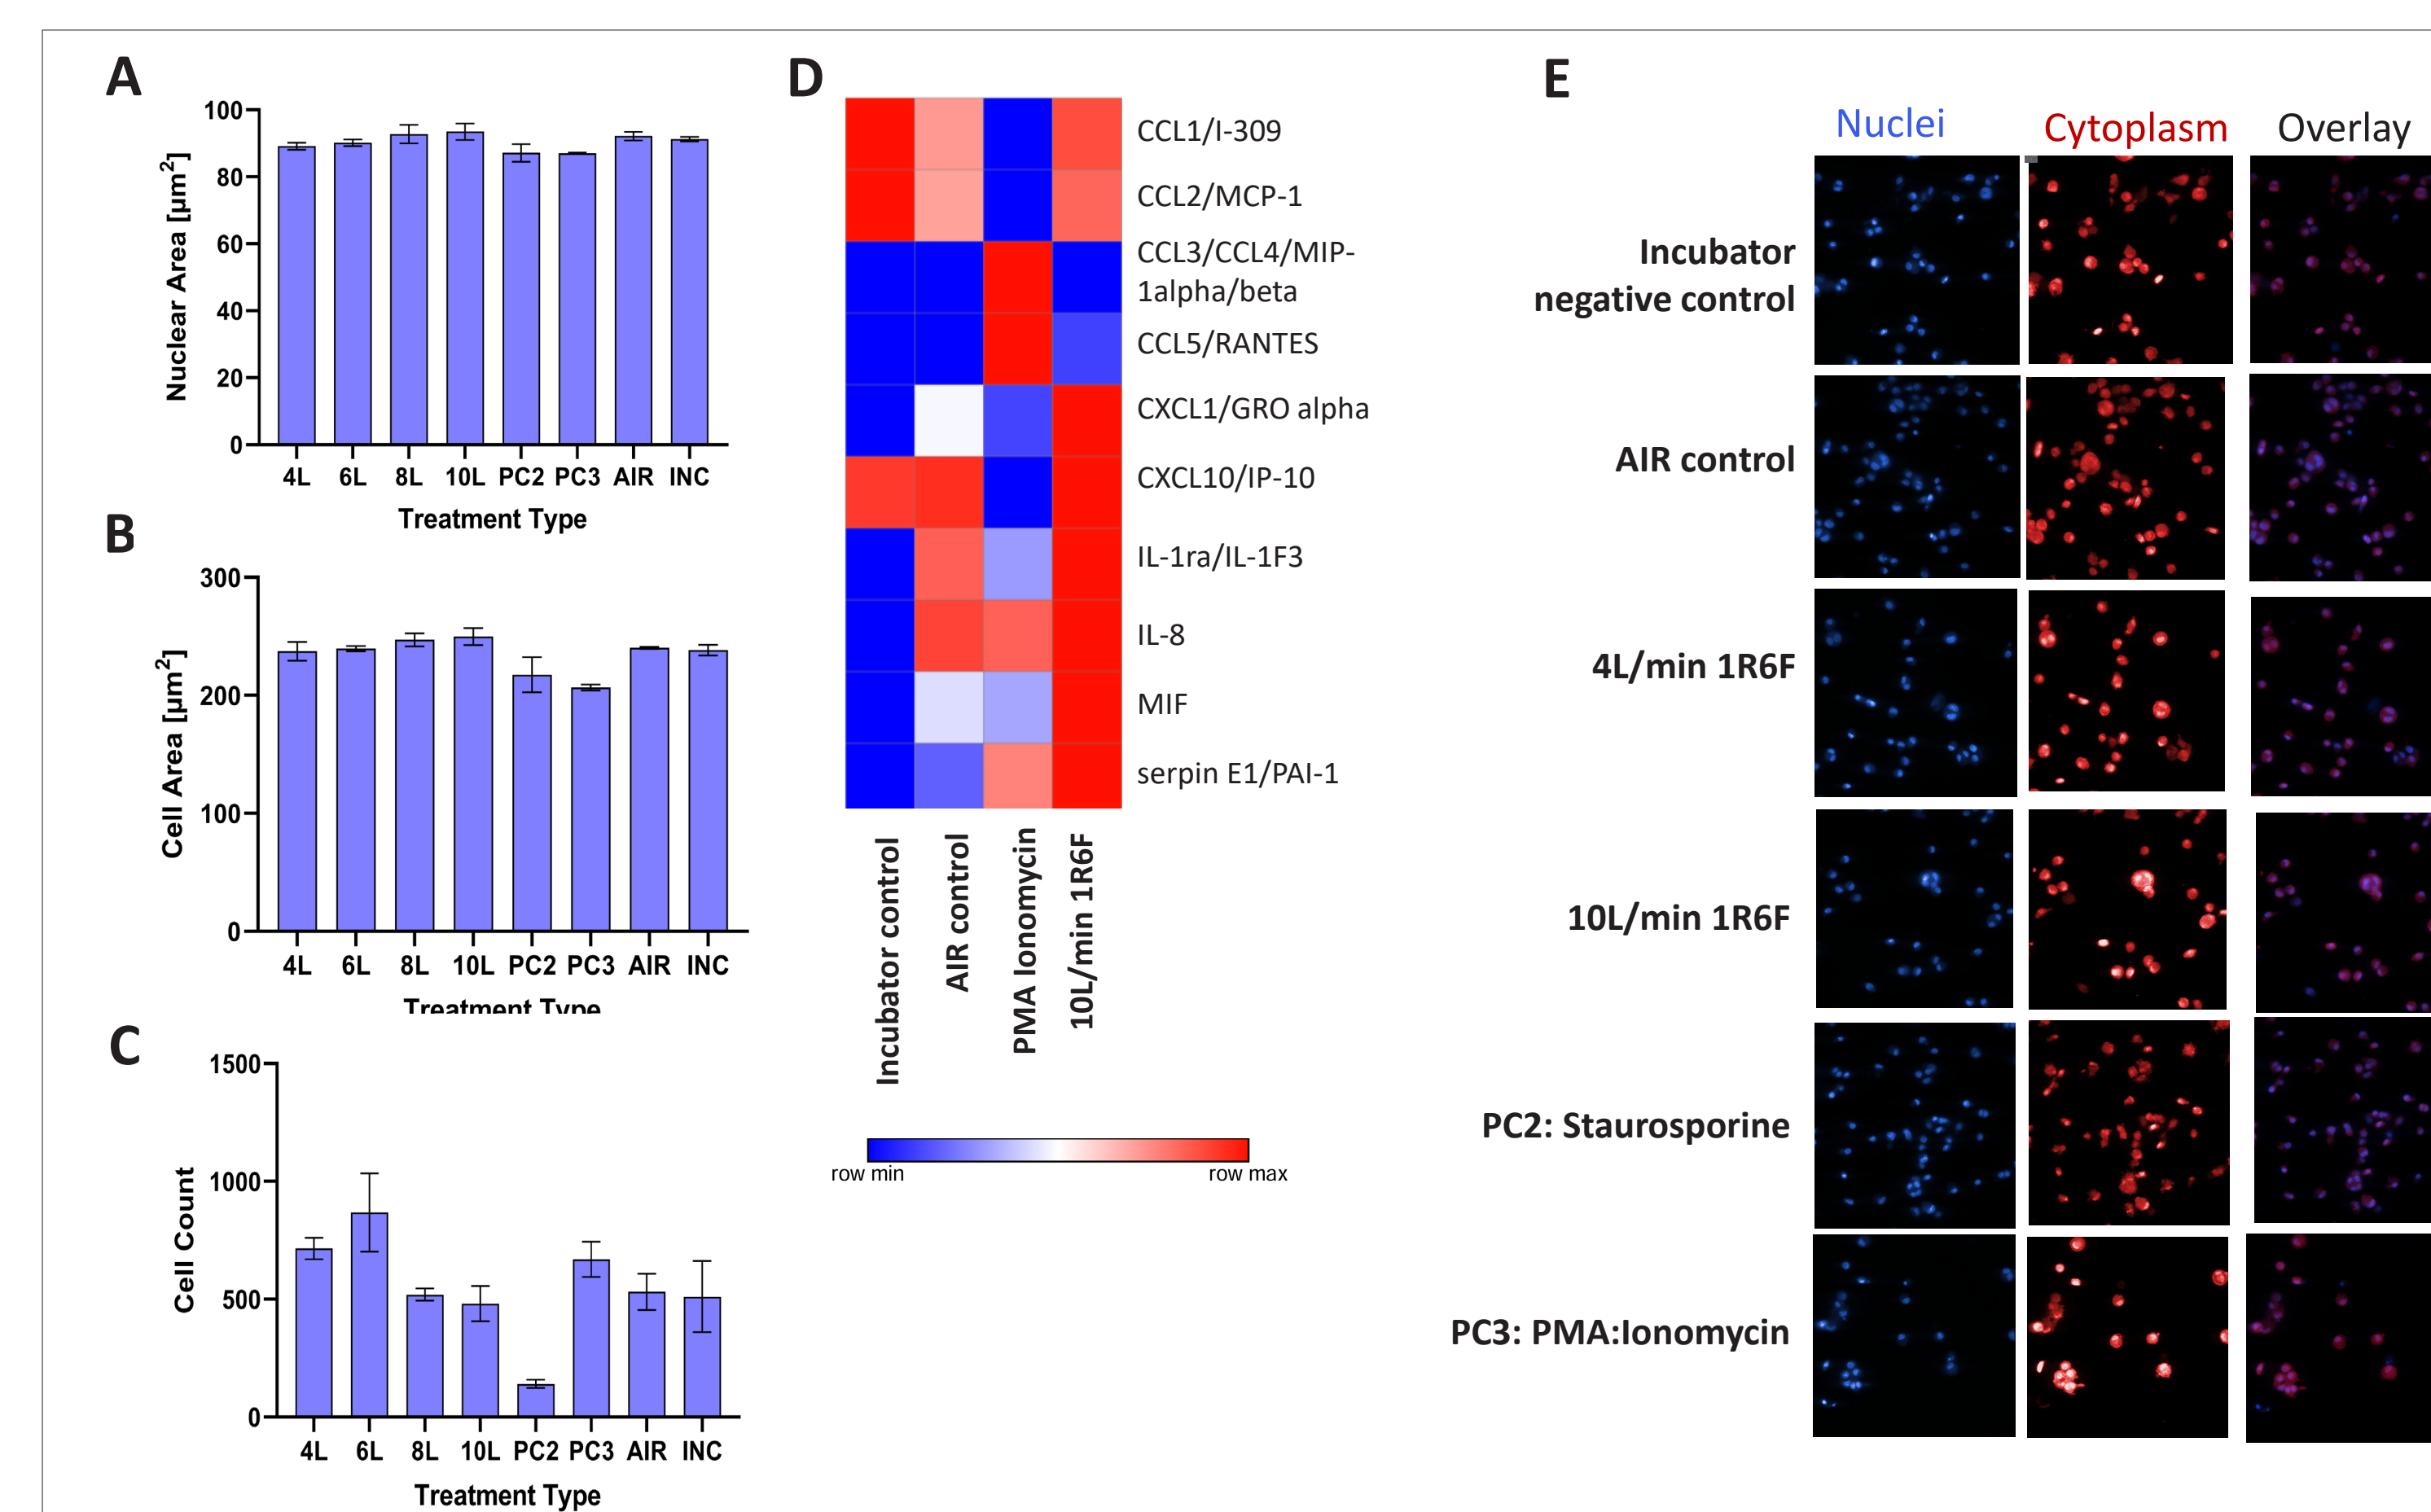 A
100
80
60
40
20
0
Nuclear Area [µm²]
4L 6L 8L 10L PC2 PC3 AIR INC
Treatment Type
B
300
200
100
0
Cell Area [µm²]
4L 6L 8L 10L PC2 PC3 AIR INC
Treatment Type
C
1500
1000
500
0
Cell Count
4L 6L 8L 10L PC2 PC3 AIR INC
Treatment Type
D
CCL1/I-309
CCL2/MCP-1
CCL3/CCL4/MIP-
1alpha/beta
CCL5/RANTES
CXCL1/GRO alpha
CXCL10/IP-10
IL-1ra/IL-1F3
IL-8
MIF
serpin E1/PAI-1
Incubator control
AIR control
PMA Ionomycin
10L/min 1R6F
row min row max
E
Nuclei Cytoplasm Overlay
Incubator
negative control
AIR control
4L/min 1R6F
10L/min 1R6F
PC2: Staurosporine
PC3: PMA:Ionomycin